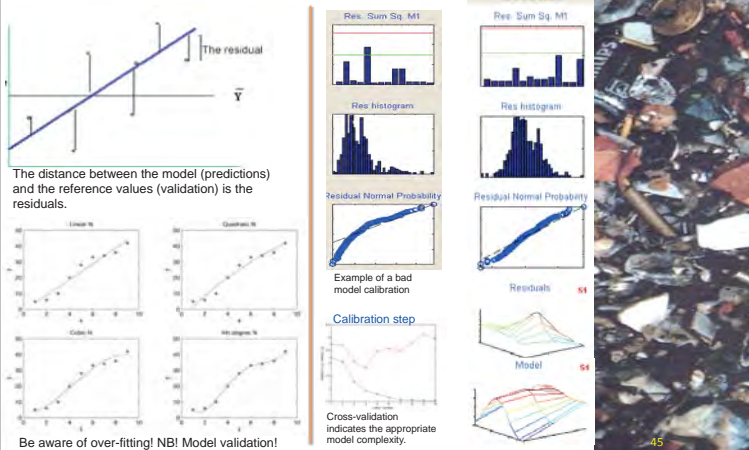 The residual
Y
The distance between the model (predictions)
and the reference values (validation) is the
residuals.
Linear fit
Quadratic fit
Cubic fit
Be aware of over-fitting! NB! Model validation!
Res. Sum Sq. M1
Res histogram
Residual Normal Probability
Example of a bad
model calibration
Calibration step
Cross-validation
indicates the appropriate
model complexity.
Res. Sum Sq. M1
Res histogram
Residual Normal Probability
Residuals
S1
Model
S1
45